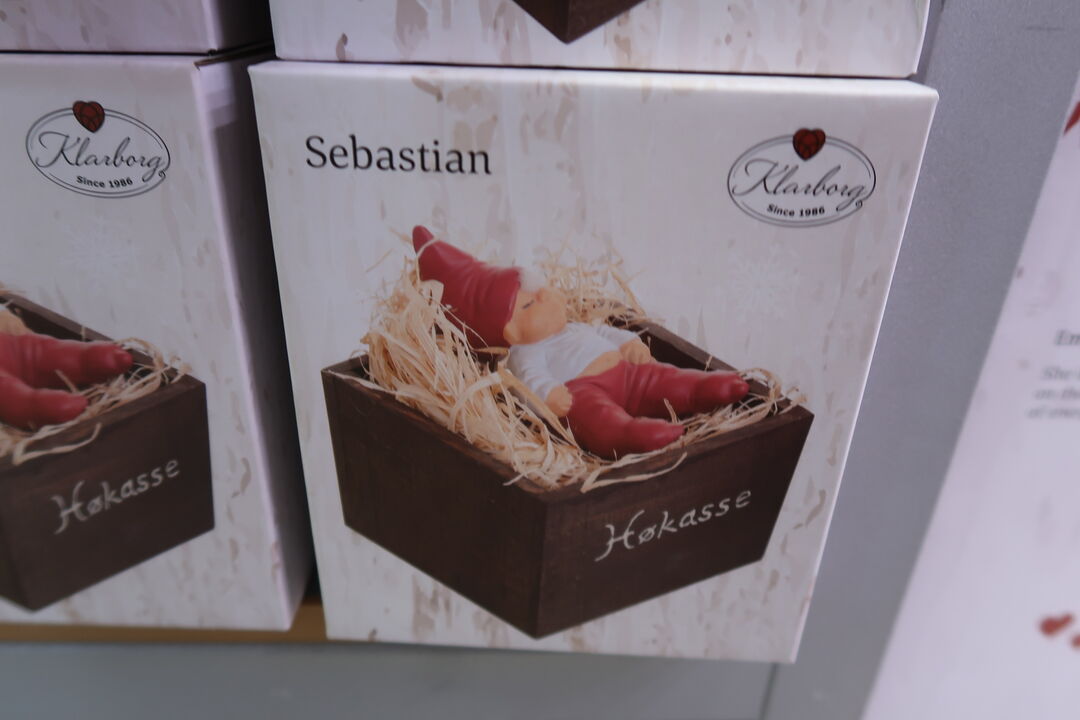 Klarborg
Since 1986
Høkasse
Sebastian
Klarborg
Since 1986
Høkasse